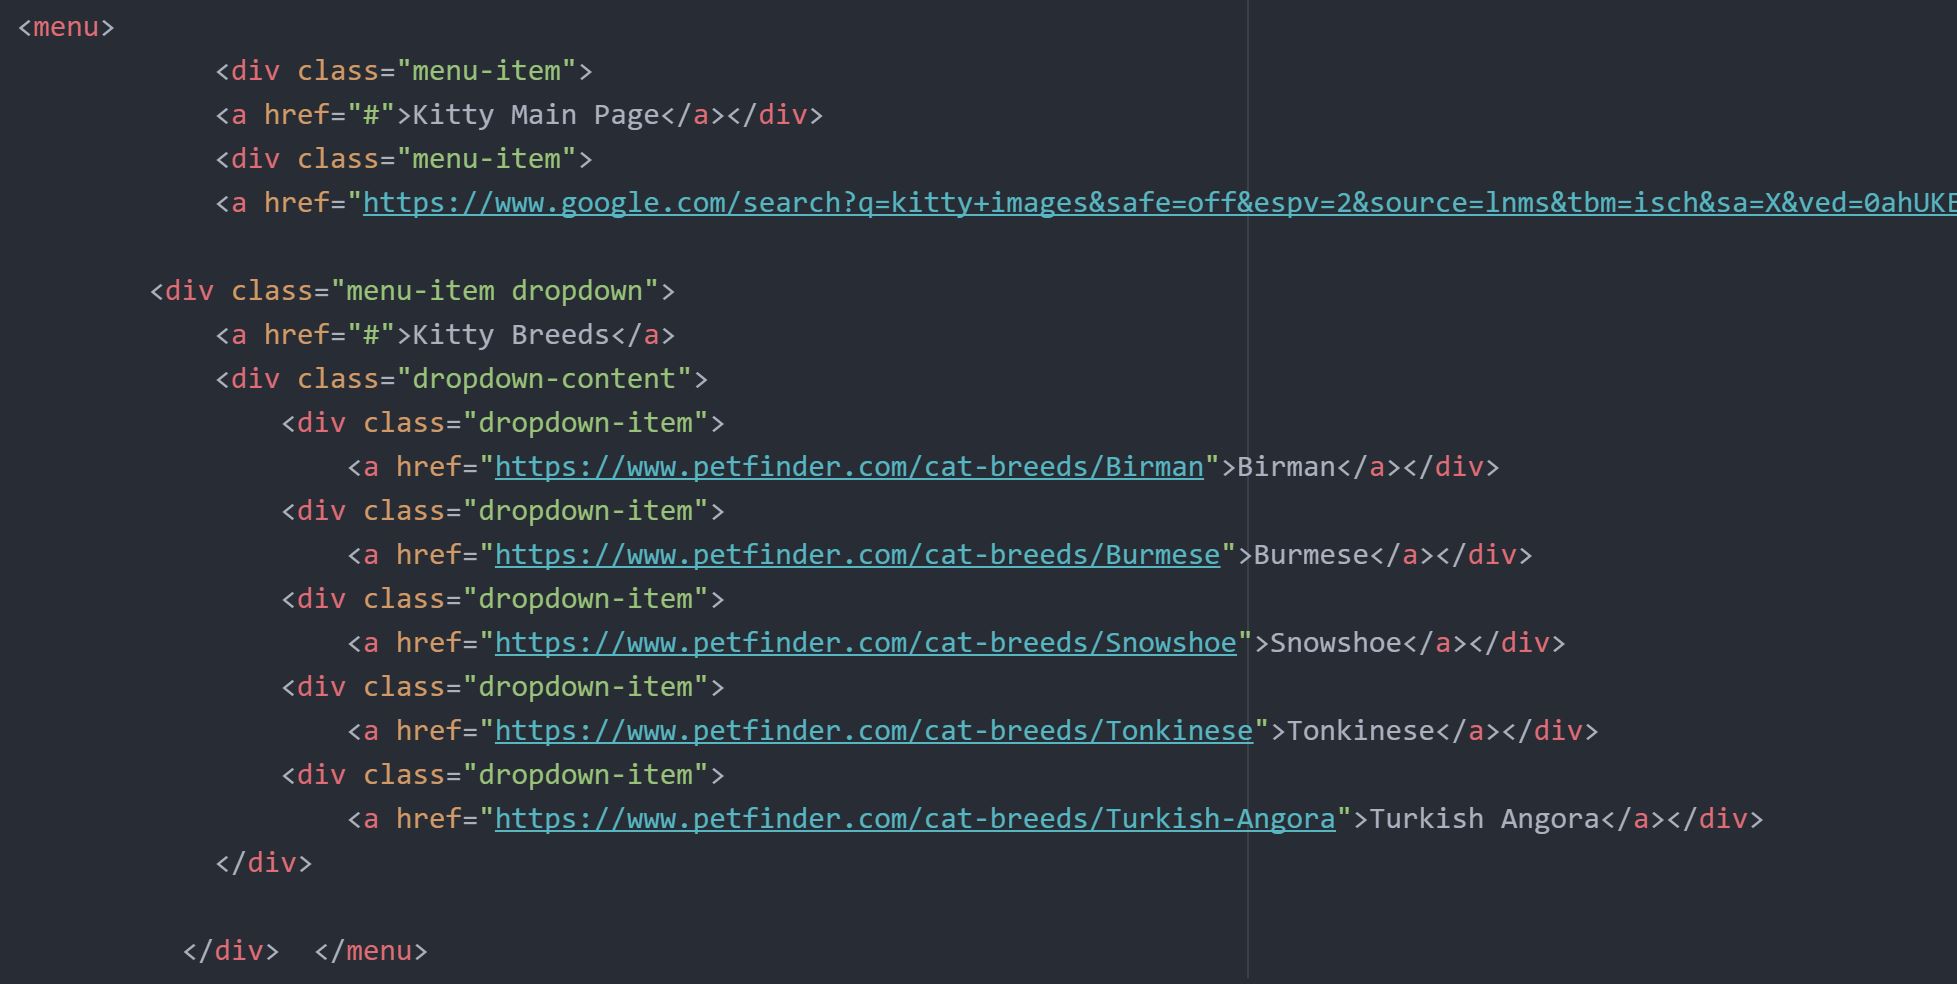 <menu>
<div class="menu-item">
<a href="#">Kitty Main Page</a></div>
<div class="menu-item">
<a href="https://www.google.com/search?q=kitty+images&safe=off&espv=2&source=lnms&tbm=isch&sa=X&ved=0ahUKE
<div class="menu-item dropdown">
<a href="#">Kitty Breeds</a>
<div class="dropdown-content">
<div class="dropdown-item">
<a href="https://www.petfinder.com/cat-breeds/Birman">Birman</a></div>
<div class="dropdown-item">
<a href="https://www.petfinder.com/cat-breeds/Burmese">Burmese</a></div>
<div class="dropdown-item">
<a href="https://www.petfinder.com/cat-breeds/Snowshoe">Snowshoe</a></div>
<div class="dropdown-item">
<a href="https://www.petfinder.com/cat-breeds/Tonkinese">Tonkinese</a></div>
<div class="dropdown-item">
<a href="https://www.petfinder.com/cat-breeds/Turkish-Angora">Turkish Angora</a></div>
</div>
</div>  </menu>